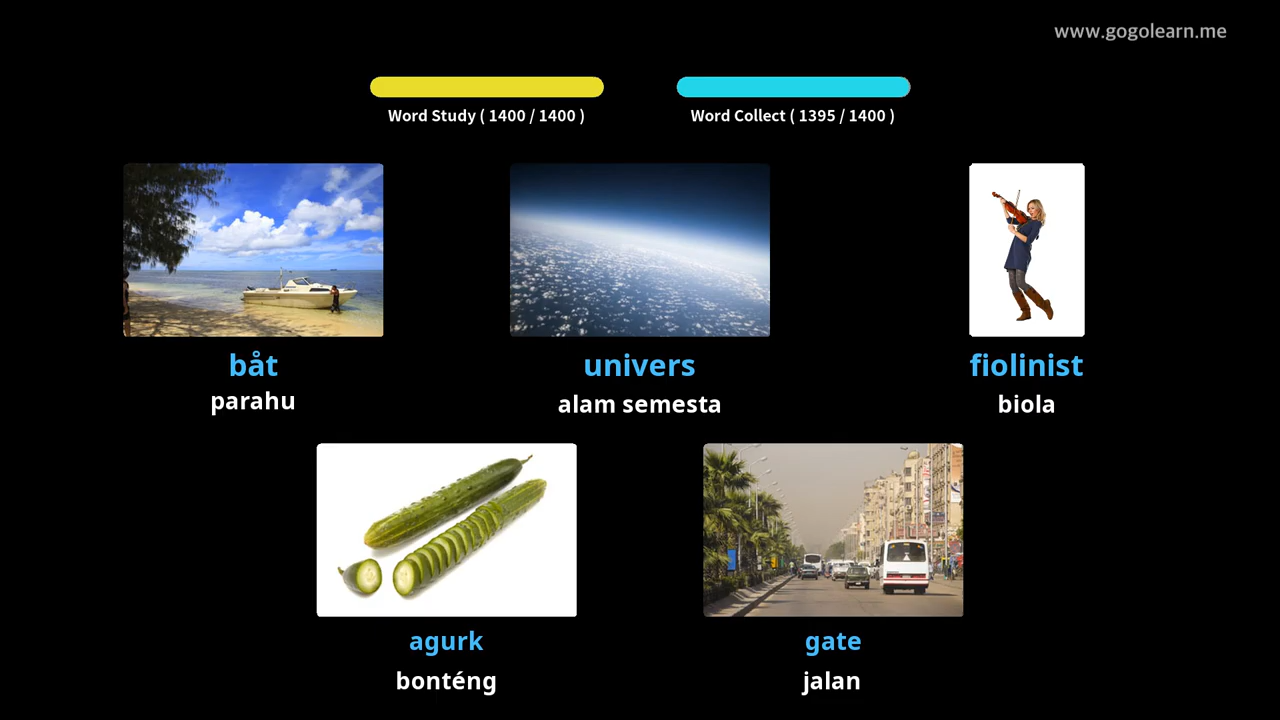 www.gogolearn.me
Word Study ( 1400 / 1400 )
Word Collect ( 1395 / 1400 )
båt
parahu
univers
alam semesta
fiolinist
biola
agurk
bonténg
gate
jalan